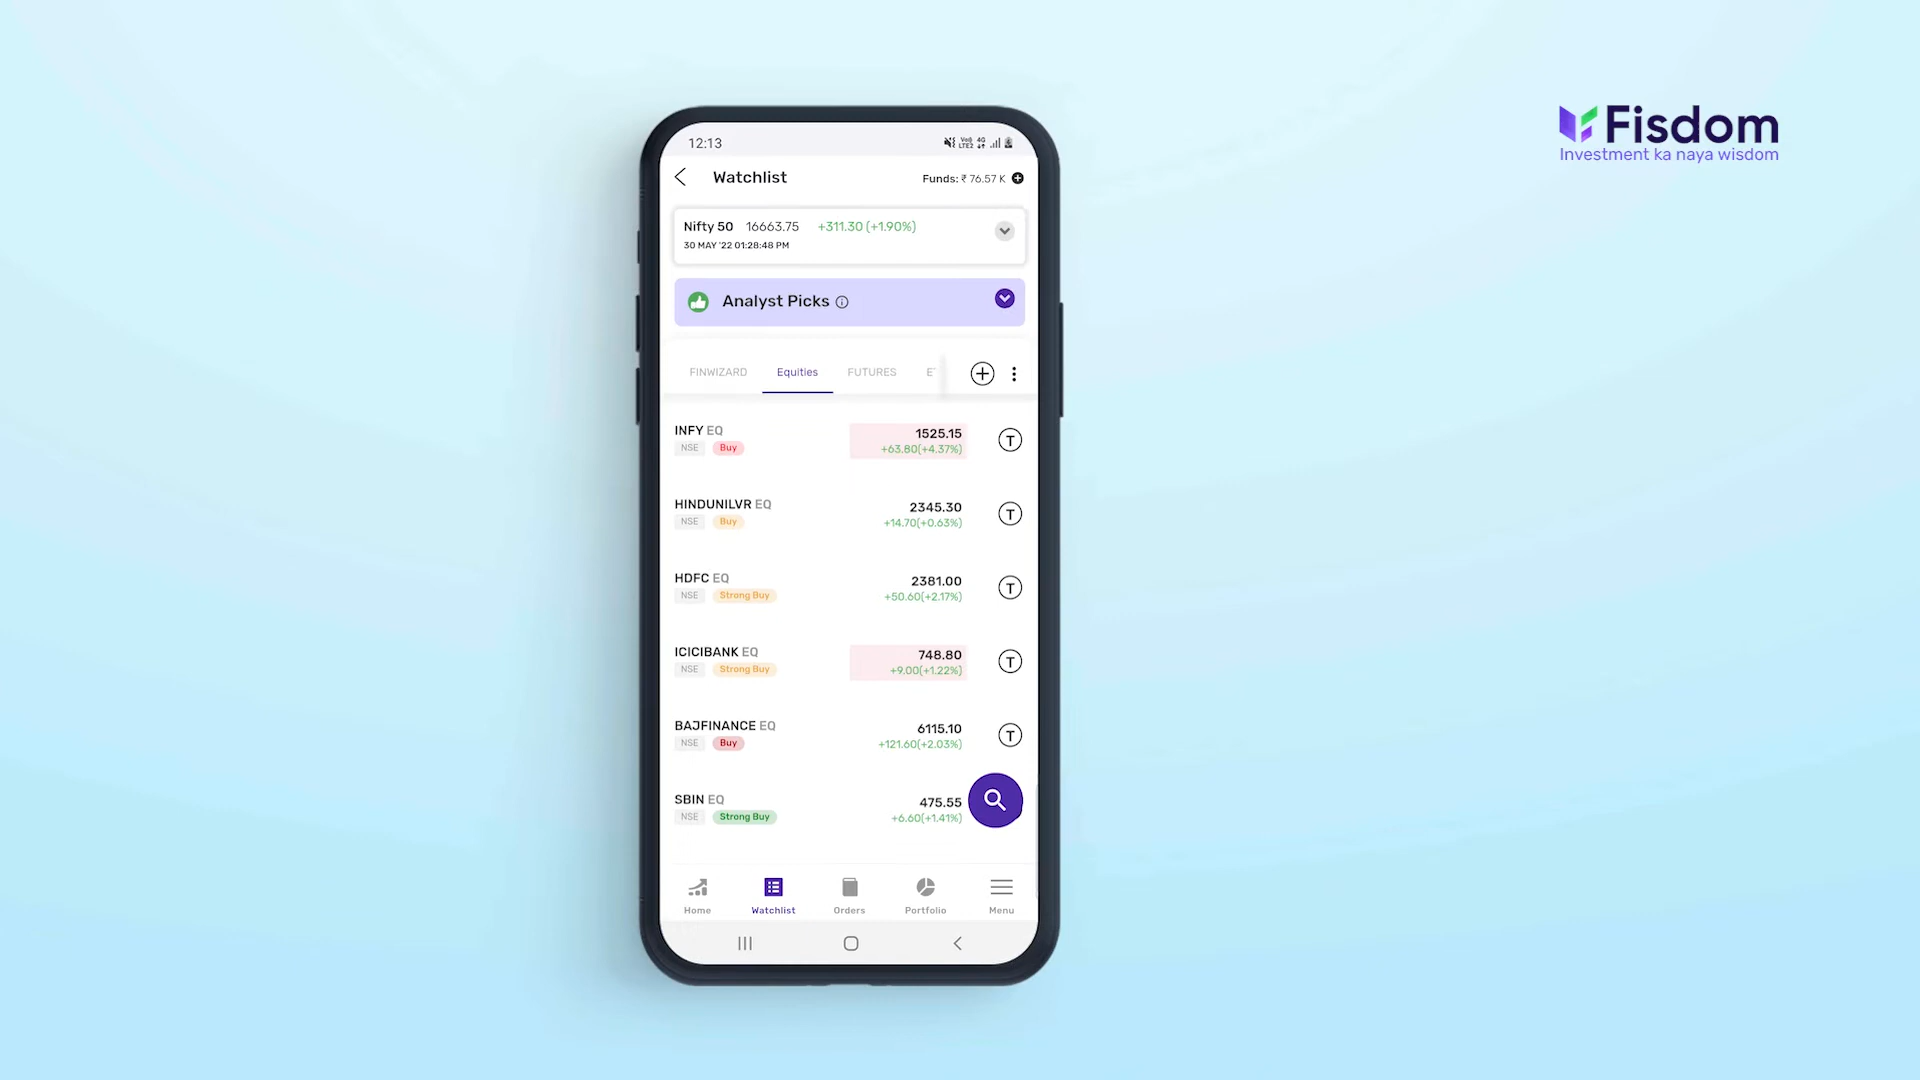 Fisdom
Investment ka naya wisdom
12:13
Watchlist
Funds: ₹ 76.57 K
Nifty 50 16663.75 +311.30 (+1.90%)
30 MAY '22 01:28:48 PM
Analyst Picks
FINWIZARD Equities FUTURES
INFY EQ 1525.15
NSE Buy +63.80(+4.37%)
T
HINDUNILVR EQ 2345.30
NSE Buy +14.70(+0.63%)
T
HDFC EQ 2381.00
NSE Strong Buy +50.60(+2.17%)
T
ICICIBANK EQ 748.80
NSE Strong Buy +9.00(+1.22%)
T
BAJFINANCE EQ 6115.10
NSE Buy +121.60(+2.03%)
T
SBIN EQ 475.55
NSE Strong Buy +6.60(+1.41%)
Home Watchlist Orders Portfolio Menu